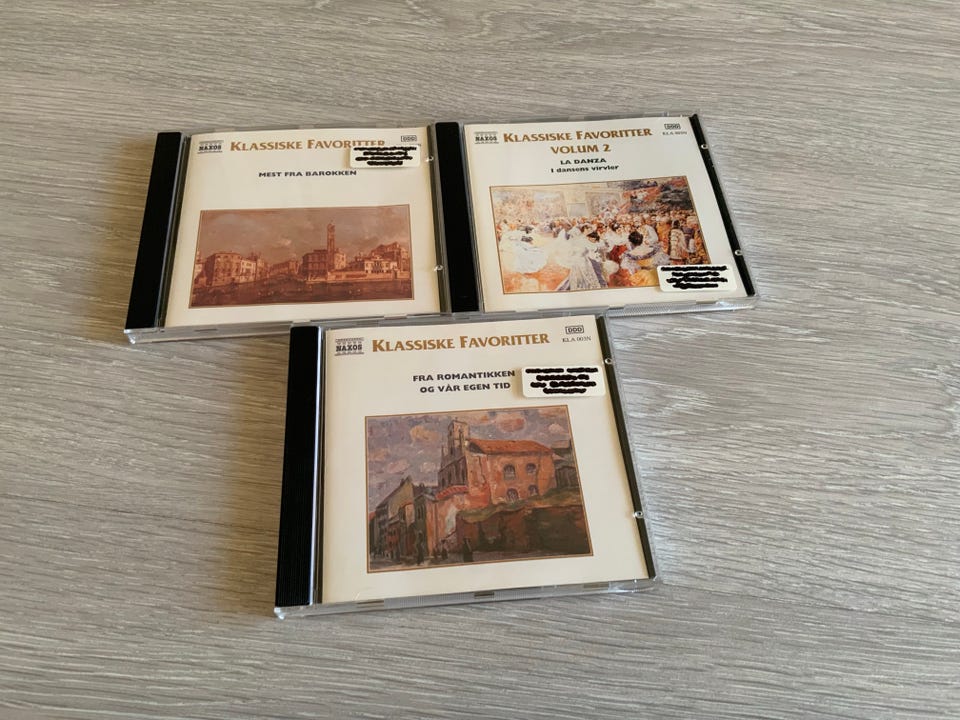 NAXOS
KLASSISKE FAVORITTER
DDD
MEST FRA BAROKKEN
NAXOS
KLASSISKE FAVORITTER
VOLUM 2
DDD
LA DANZA
I dansens virvler
NAXOS
KLASSISKE FAVORITTER
DDD
KLA 003N
FRA ROMANTIKKEN
OG VÅR EGEN TID